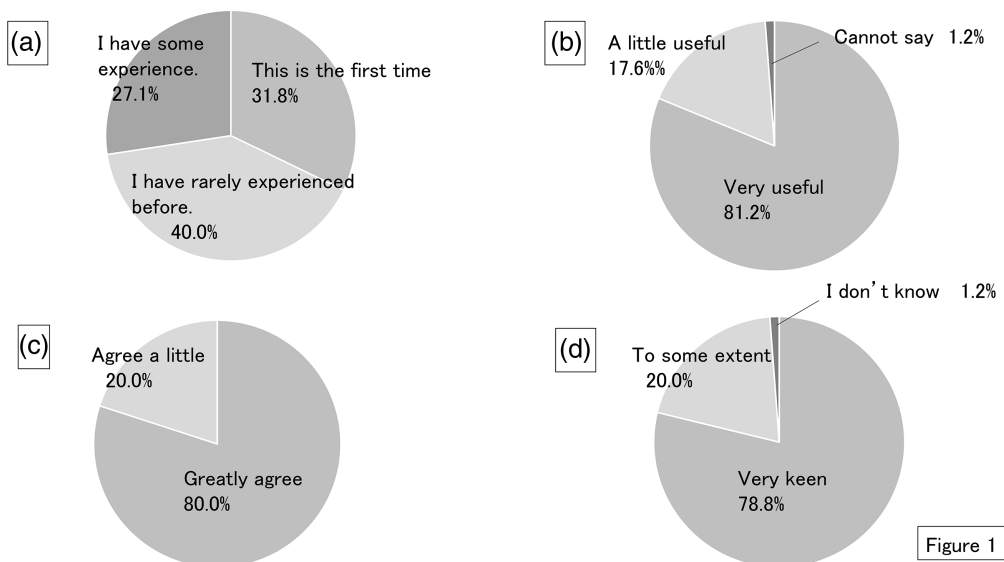 (a)
I have some
experience.
27.1%
This is the first time
31.8%
I have rarely experienced
before.
40.0%
(b)
A little useful
17.6%%
Cannot say 1.2%
Very useful
81.2%
(c)
Agree a little
20.0%
Greatly agree
80.0%
(d)
I don't know 1.2%
To some extent
20.0%
Very keen
78.8%
Figure 1